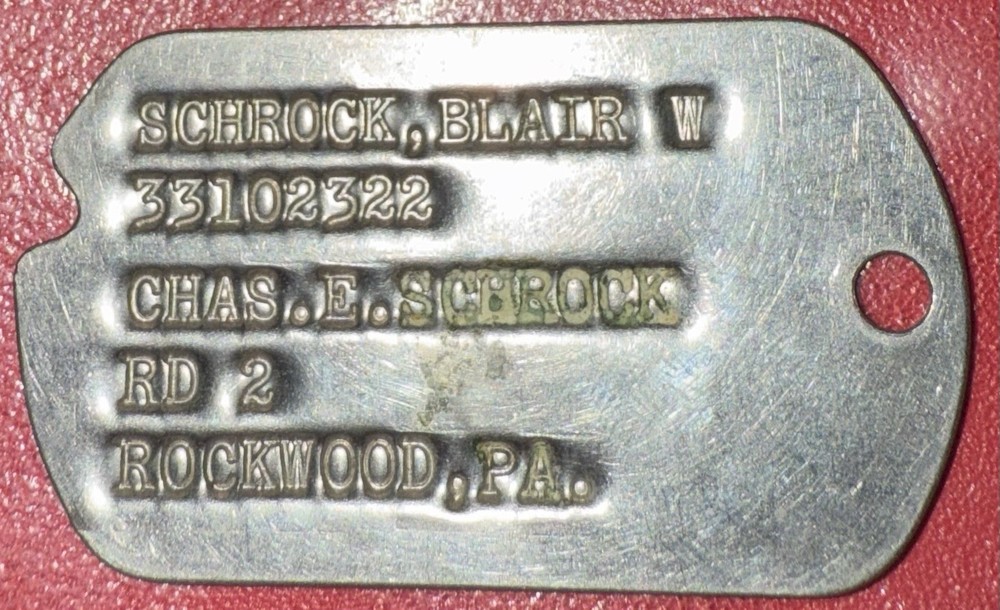 SCHROCK,BLAIR W
33102322
CHAS.E.SCHROCK
RD 2
ROCKWOOD,PA.